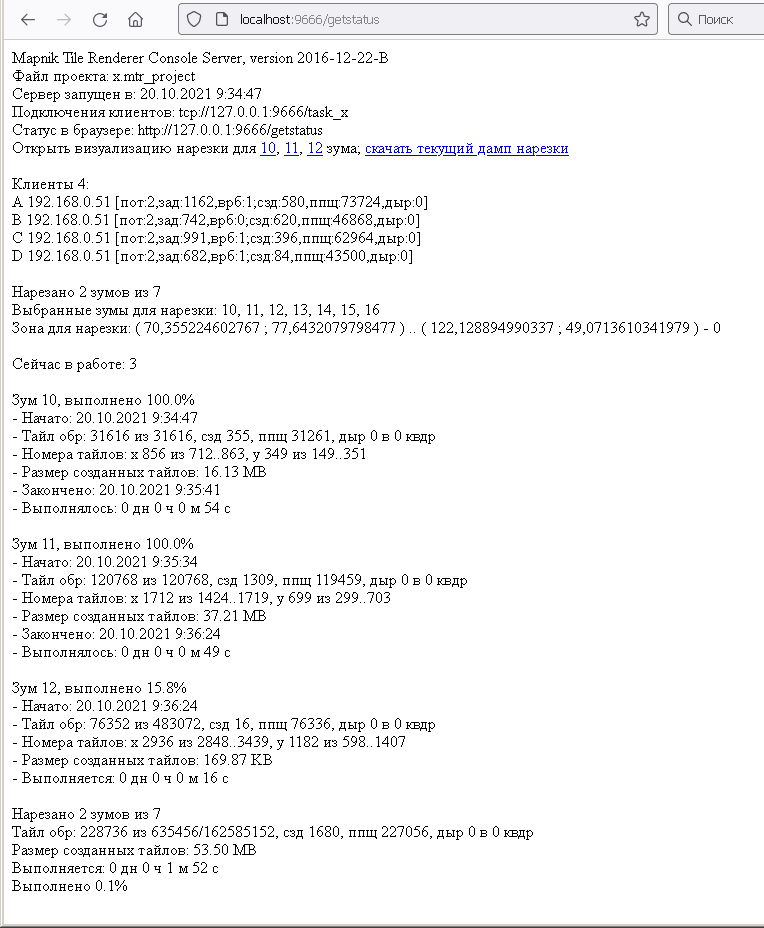 localhost:9666/getstatus
Поиск
Mapnik Tile Renderer Console Server, version 2016-12-22-B
Файл проекта: x.mtr_project
Сервер запущен в: 20.10.2021 9:34:47
Подключения клиентов: tcp://127.0.0.1:9666/task_x
Статус в браузере: http://127.0.0.1:9666/getstatus
Открыть визуализацию нарезки для 10, 11, 12 зума; скачать текущий дамп нарезки
Клиенты 4:
A 192.168.0.51 [пот:2,зад:1162,врб:1;сзд:580,ппщ:73724,дыр:0]
B 192.168.0.51 [пот:2,зад:742,врб:0;сзд:620,ппщ:46868,дыр:0]
C 192.168.0.51 [пот:2,зад:991,врб:1;сзд:396,ппщ:62964,дыр:0]
D 192.168.0.51 [пот:2,зад:682,врб:1;сзд:84,ппщ:43500,дыр:0]
Нарезано 2 зумов из 7
Выбранные зумы для нарезки: 10, 11, 12, 13, 14, 15, 16
Зона для нарезки: ( 70,355224602767 ; 77,6432079798477 ) .. ( 122,128894990337 ; 49,0713610341979 ) - 0
Сейчас в работе: 3
Зум 10, выполнено 100.0%
- Начато: 20.10.2021 9:34:47
- Тайл обр: 31616 из 31616, сзд 355, ппщ 31261, дыр 0 в 0 квдр
- Номера тайлов: x 856 из 712..863, y 349 из 149..351
- Размер созданных тайлов: 16.13 MB
- Закончено: 20.10.2021 9:35:41
- Выполнялось: 0 дн 0 ч 0 м 54 с
Зум 11, выполнено 100.0%
- Начато: 20.10.2021 9:35:34
- Тайл обр: 120768 из 120768, сзд 1309, ппщ 119459, дыр 0 в 0 квдр
- Номера тайлов: x 1712 из 1424..1719, y 699 из 299..703
- Размер созданных тайлов: 37.21 MB
- Закончено: 20.10.2021 9:36:24
- Выполнялось: 0 дн 0 ч 0 м 49 с
Зум 12, выполнено 15.8%
- Начато: 20.10.2021 9:36:24
- Тайл обр: 76352 из 483072, сзд 16, ппщ 76336, дыр 0 в 0 квдр
- Номера тайлов: x 2936 из 2848..3439, y 1182 из 598..1407
- Размер созданных тайлов: 169.87 KB
- Выполняется: 0 дн 0 ч 0 м 16 с
Нарезано 2 зумов из 7
Тайл обр: 228736 из 635456/162585152, сзд 1680, ппщ 227056, дыр 0 в 0 квдр
Размер созданных тайлов: 53.50 MB
Выполняется: 0 дн 0 ч 1 м 52 с
Выполнено 0.1%